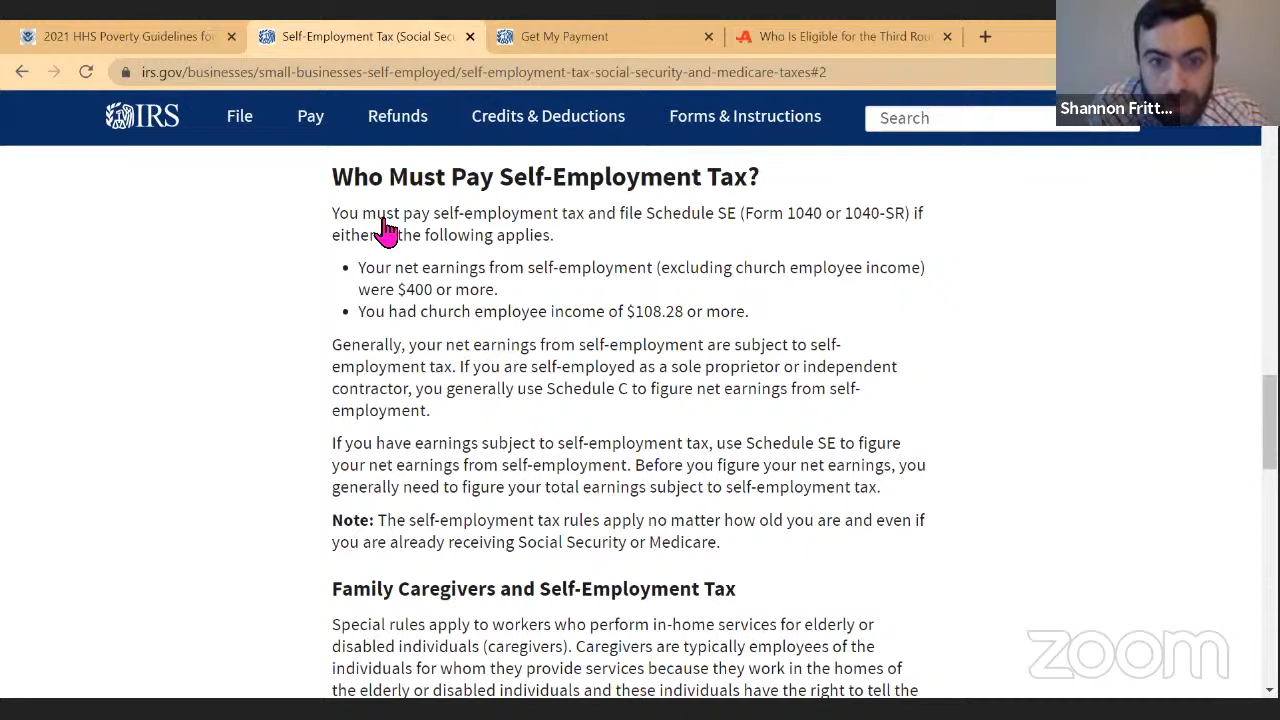 2021 HHS Poverty Guidelines fo
Self-Employment Tax (Social Secu
Get My Payment
Who Is Eligible for the Third Rou
irs.gov/businesses/small-businesses-self-employed/self-employment-tax-social-security-and-medicare-taxes#2
Shannon Fritt...
IRS
File
Pay
Refunds
Credits & Deductions
Forms & Instructions
Search
Who Must Pay Self-Employment Tax?
You must pay self-employment tax and file Schedule SE (Form 1040 or 1040-SR) if
either the following applies.
• Your net earnings from self-employment (excluding church employee income)
were $400 or more.
• You had church employee income of $108.28 or more.
Generally, your net earnings from self-employment are subject to self-
employment tax. If you are self-employed as a sole proprietor or independent
contractor, you generally use Schedule C to figure net earnings from self-
employment.
If you have earnings subject to self-employment tax, use Schedule SE to figure
your net earnings from self-employment. Before you figure your net earnings, you
generally need to figure your total earnings subject to self-employment tax.
Note: The self-employment tax rules apply no matter how old you are and even if
you are already receiving Social Security or Medicare.
Family Caregivers and Self-Employment Tax
Special rules apply to workers who perform in-home services for elderly or
disabled individuals (caregivers). Caregivers are typically employees of the
individuals for whom they provide services because they work in the homes of
the elderly or disabled individuals and these individuals have the right to tell the
zoom